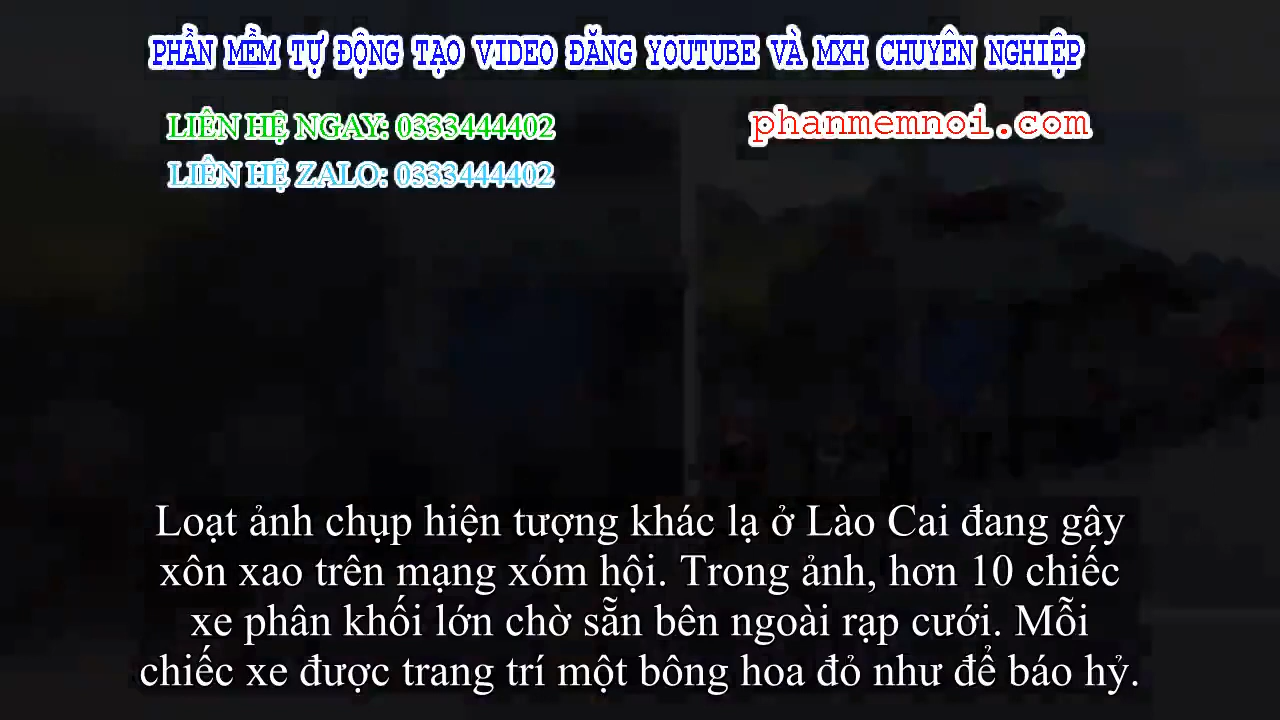 PHẦN MỀM TỰ ĐỘNG TẠO VIDEO ĐĂNG YOUTUBE VÀ MXH CHUYÊN NGHIỆP
LIÊN HỆ NGAY: 0333444402
phanmemnoi.com
LIÊN HỆ ZALO: 0333444402
Loạt ảnh chụp hiện tượng khác lạ ở Lào Cai đang gây
xôn xao trên mạng xóm hội. Trong ảnh, hơn 10 chiếc
xe phân khối lớn chờ sẵn bên ngoài rạp cưới. Mỗi
chiếc xe được trang trí một bông hoa đỏ như để báo hỷ.